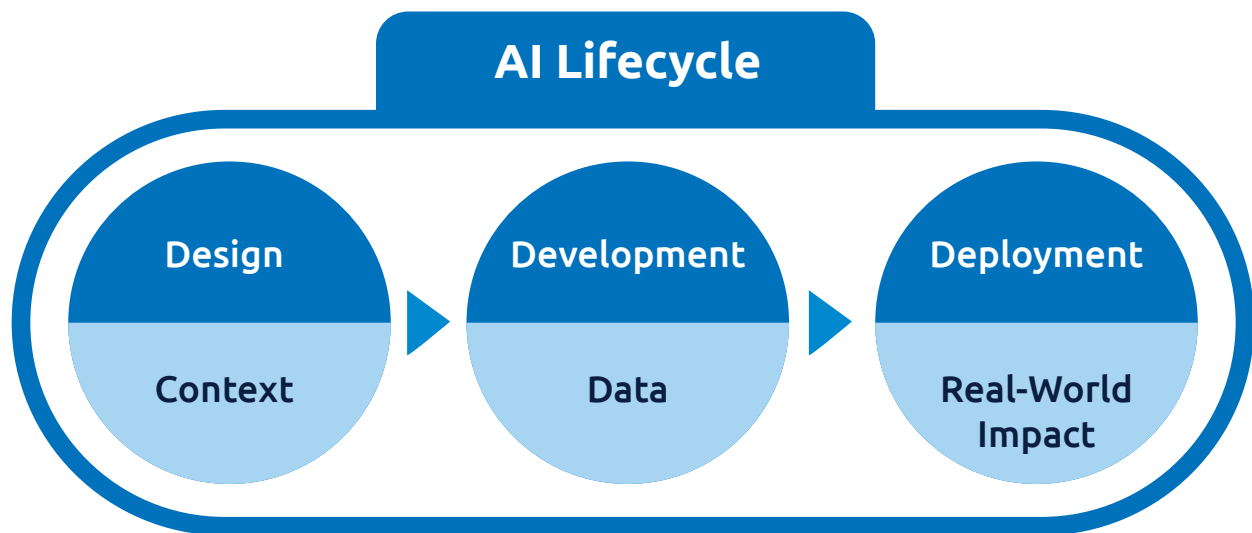 AI Lifecycle
Design
Context
Development
Data
Deployment
Real-World
Impact